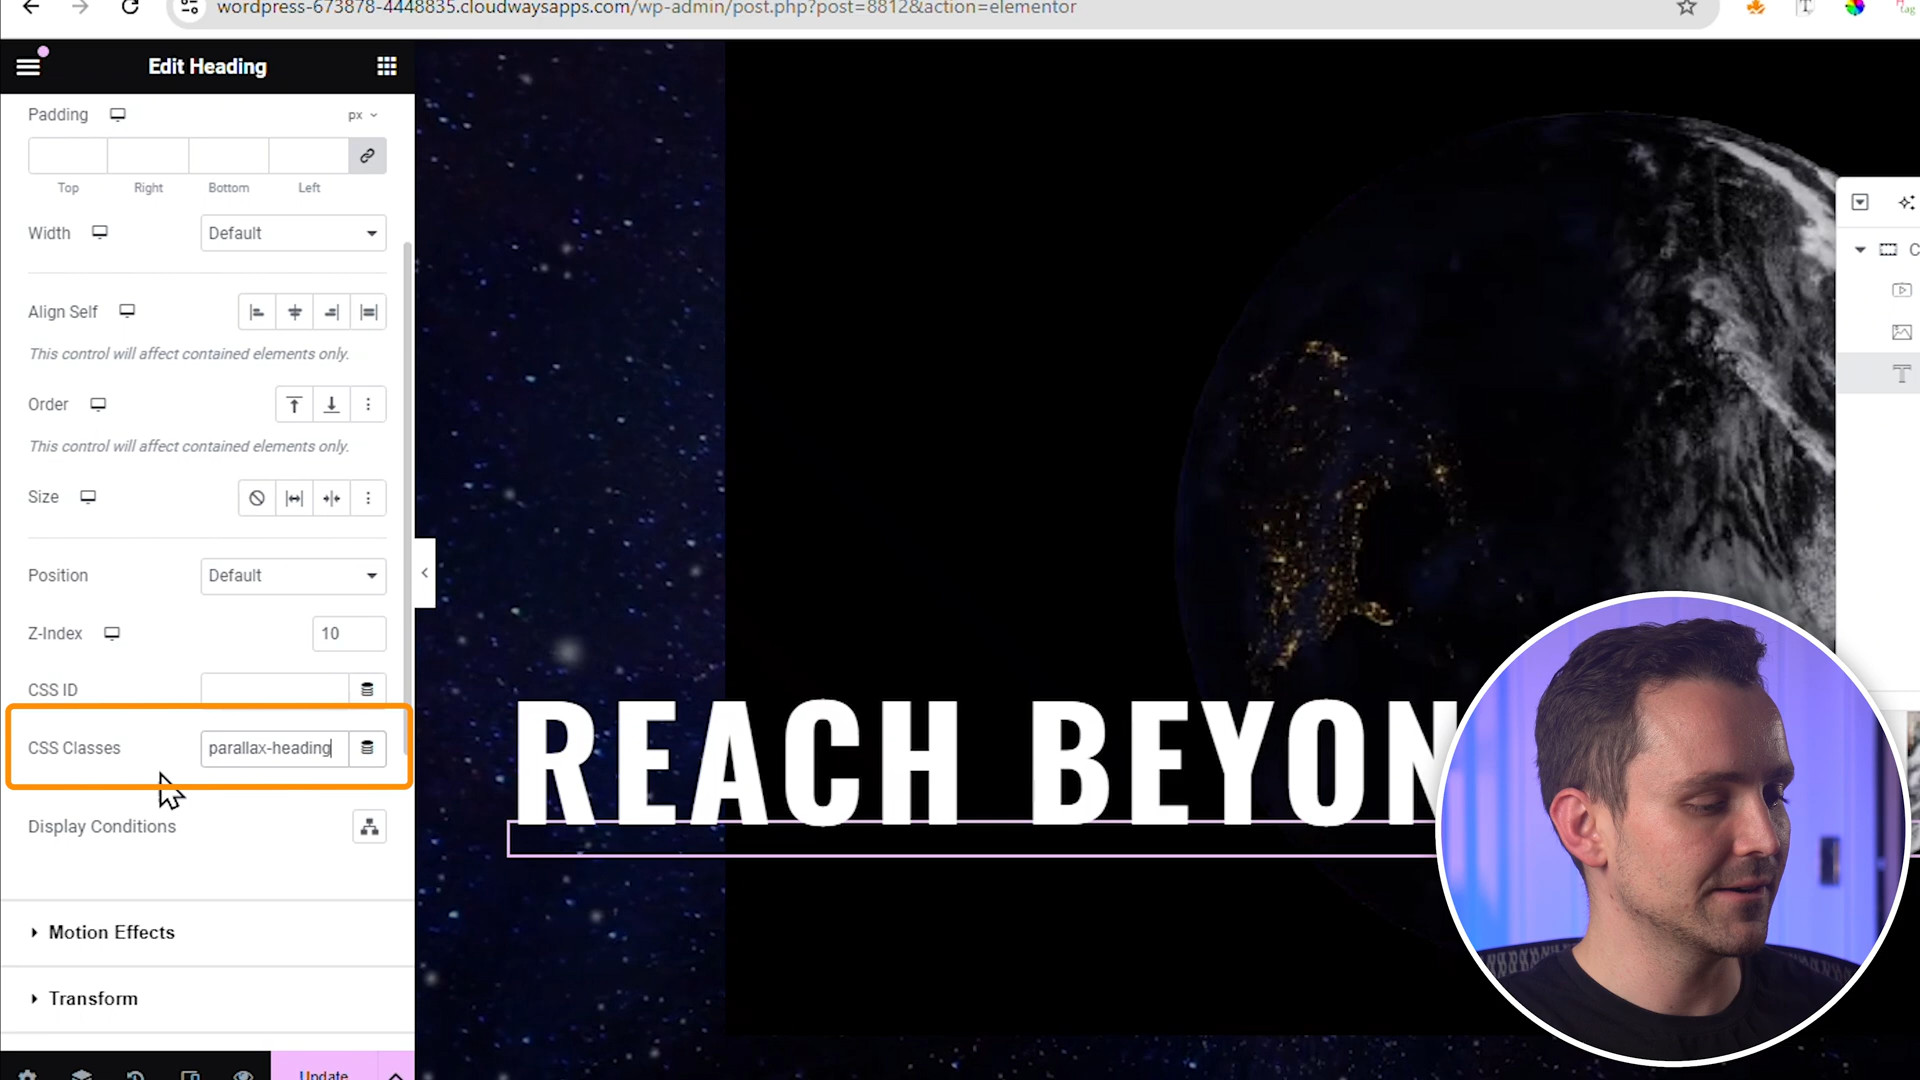 wordpress-673878-4448835.cloudwaysapps.com/wp-admin/post.php?post=8812&action=elementor
tag
Edit Heading
Padding px
Top Right Bottom Left
Width Default
Align Self
This control will affect contained elements only.
Order
This control will affect contained elements only.
Size
Position Default
Z-Index 10
CSS ID
CSS Classes parallax-heading
Display Conditions
Motion Effects
Transform
Update
REACH BEYON
C